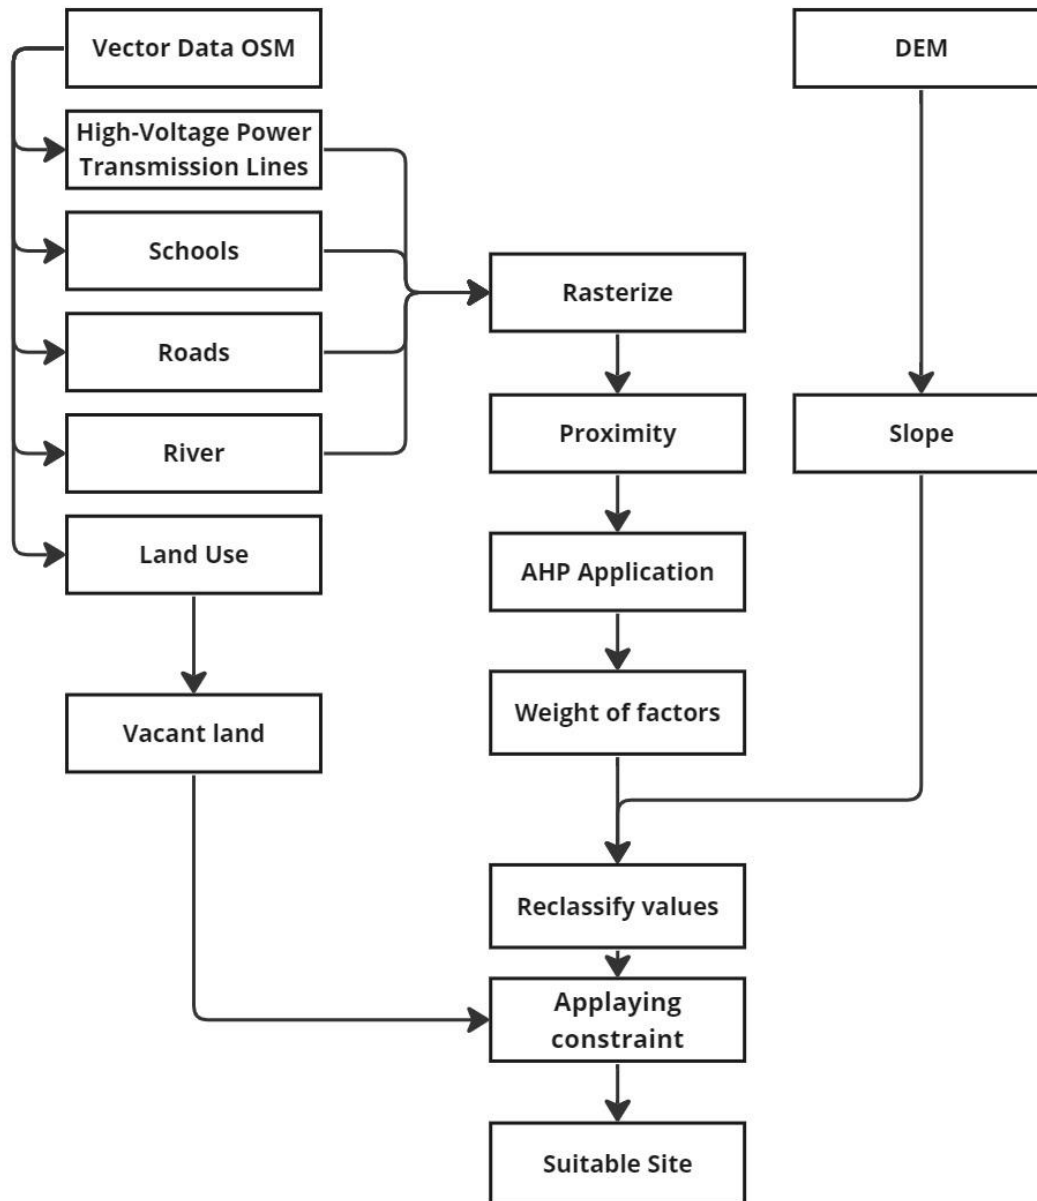 Vector Data OSM
DEM
High-Voltage Power
Transmission Lines
Schools
Rasterize
Roads
Proximity
Slope
River
Land Use
AHP Application
Vacant land
Weight of factors
Reclassify values
Applaying
constraint
Suitable Site